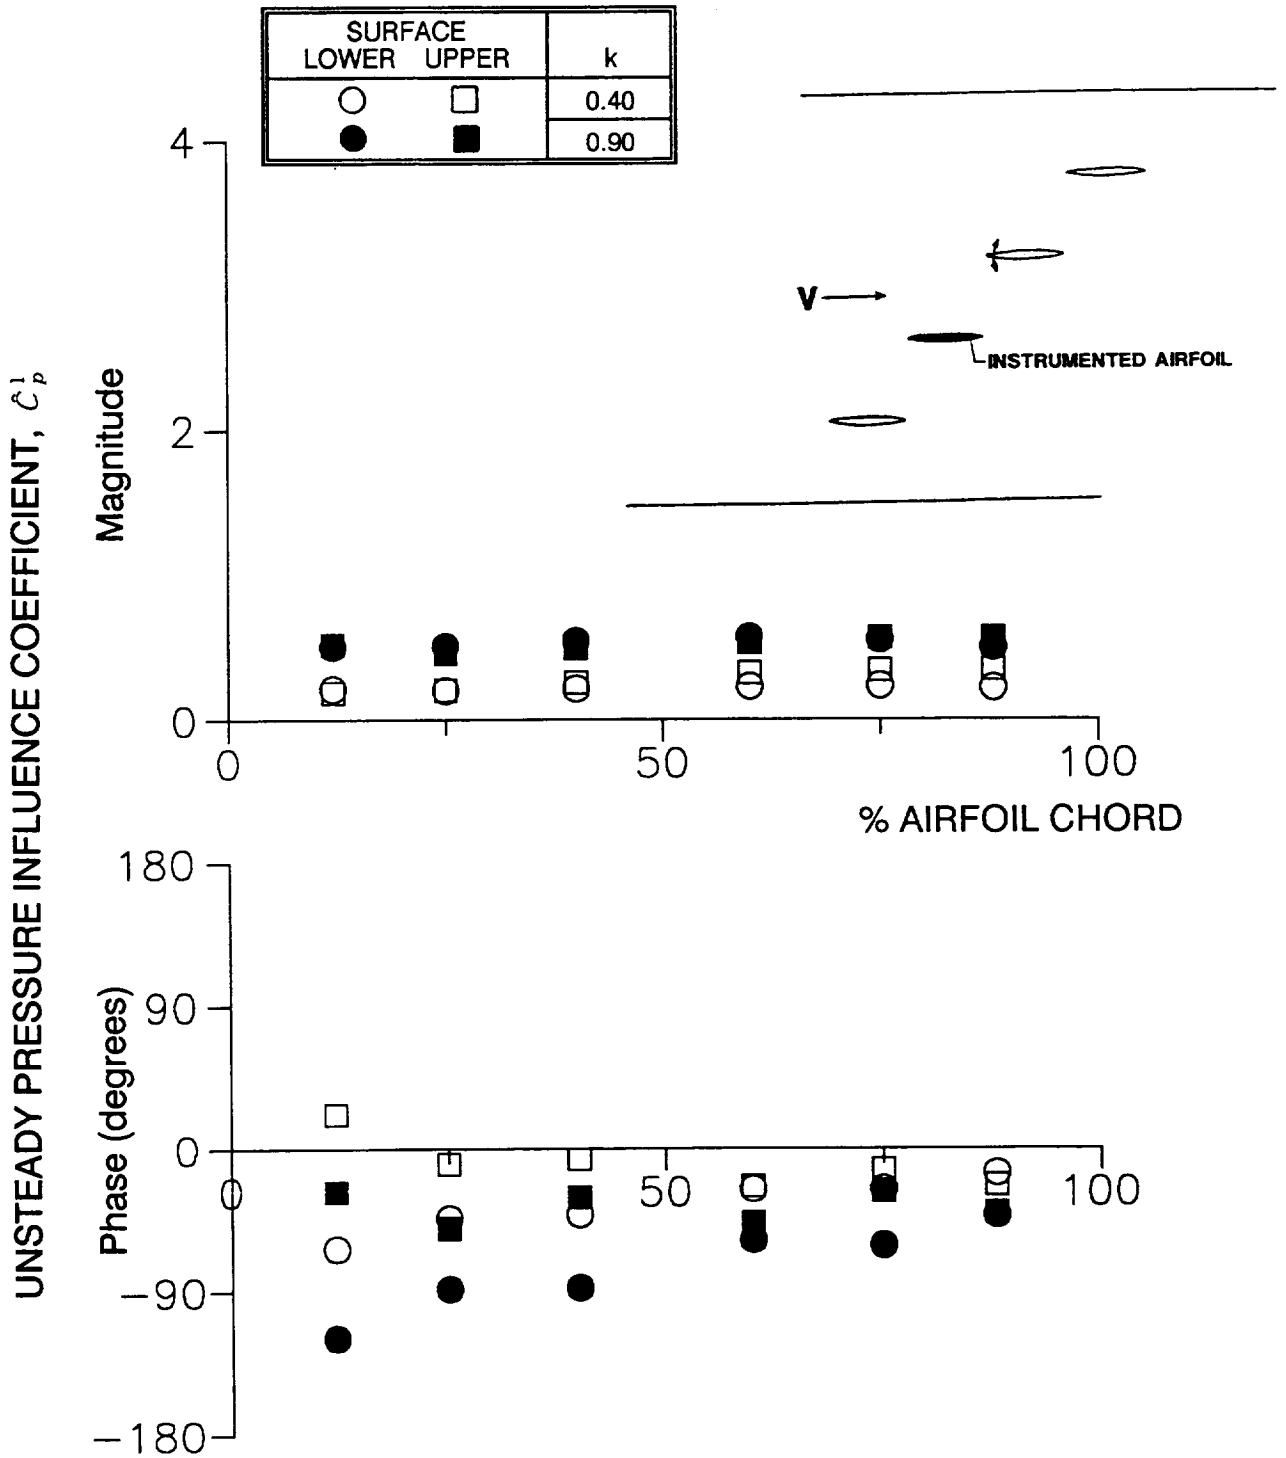 SURFACE
LOWER UPPER k
0.40
0.90
4
2
0
0 50 100
Magnitude
UNSTEADY PRESSURE INFLUENCE COEFFICIENT, Ĉ¹ₚ
V
INSTRUMENTED AIRFOIL
% AIRFOIL CHORD
180
90
0
−90
−180
0 50 100
Phase (degrees)